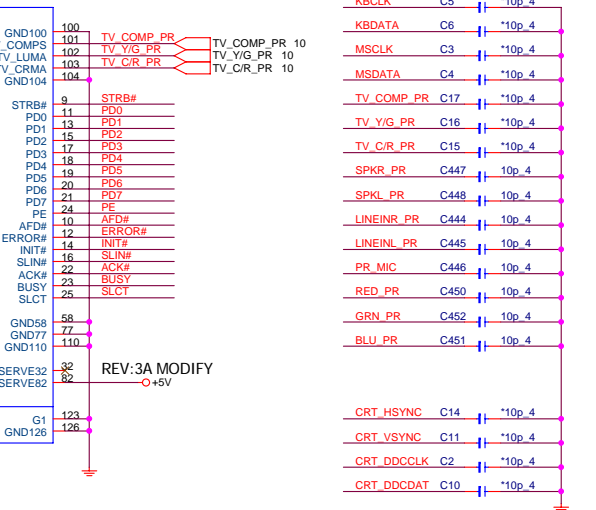 GND100 100
COMPS 101 TV_COMP_PR TV_COMP_PR 10
TV_LUMA 102 TV_Y/G_PR TV_Y/G_PR 10
TV_CRMA 103 TV_C/R_PR TV_C/R_PR 10
GND104 104
STRB# 9 STRB#
PD0 11 PD0
PD1 13 PD1
PD2 15 PD2
PD3 17 PD3
PD4 18 PD4
PD5 19 PD5
PD6 20 PD6
PD7 21 PD7
PE 24 PE
AFD# 10 AFD#
ERROR# 12 ERROR#
INIT# 14 INIT#
SLIN# 16 SLIN#
ACK# 22 ACK#
BUSY 23 BUSY
SLCT 25 SLCT
GND58 58
GND77 77
GND110 110
SERVE32 32
REV:3A MODIFY
SERVE82 82 +5V
G1 123
GND126 126
KBCLK C5 *10p_4
KBDATA C6 *10p_4
MSCLK C3 *10p_4
MSDATA C4 *10p_4
TV_COMP_PR C17 *10p_4
TV_Y/G_PR C16 *10p_4
TV_C/R_PR C15 *10p_4
SPKR_PR C447 10p_4
SPKL_PR C448 10p_4
LINEINR_PR C444 10p_4
LINEINL_PR C445 10p_4
PR_MIC C446 10p_4
RED_PR C450 10p_4
GRN_PR C452 10p_4
BLU_PR C451 10p_4
CRT_HSYNC C14 *10p_4
CRT_VSYNC C11 *10p_4
CRT_DDCCLK C2 *10p_4
CRT_DDCDAT C10 *10p_4